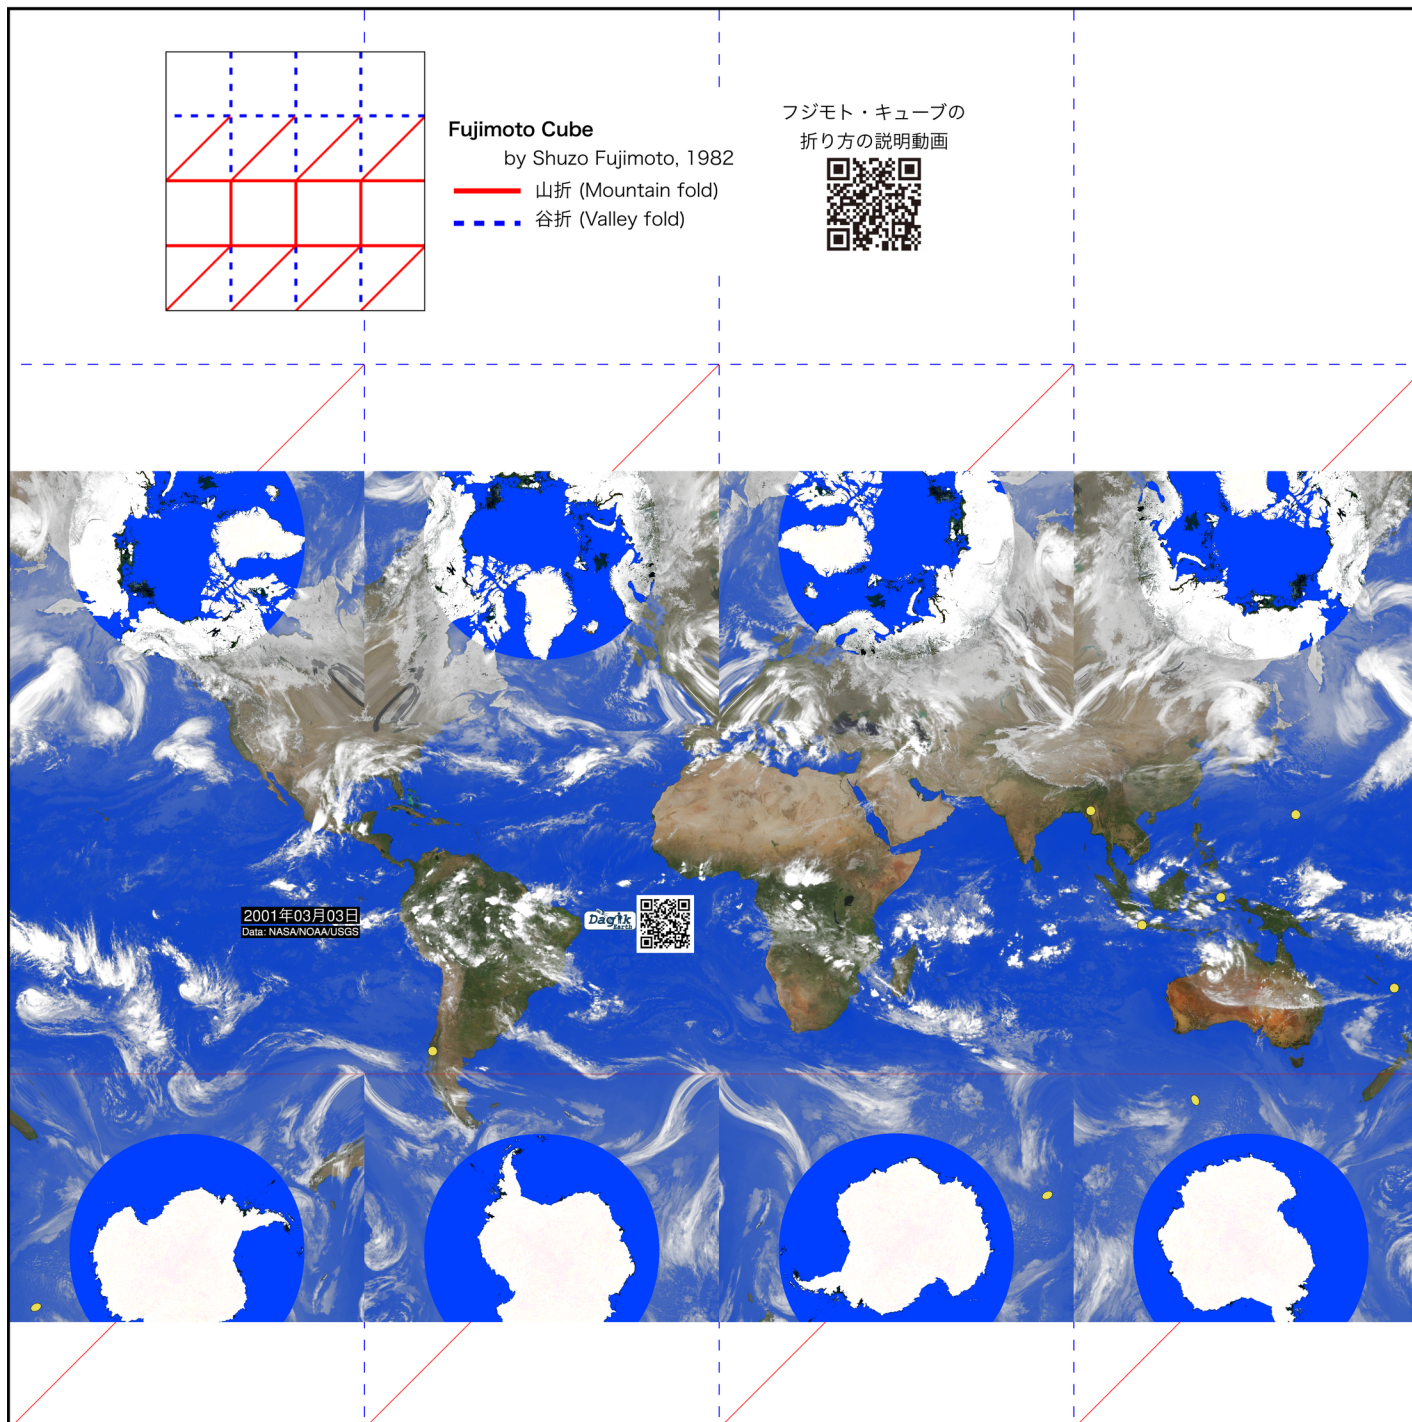 Fujimoto Cube
by Shuzo Fujimoto, 1982
山折 (Mountain fold)
谷折 (Valley fold)
フジモト・キューブの
折り方の説明動画
2001年03月03日
Data: NASA/NOAA/USGS
Dagik
Earth